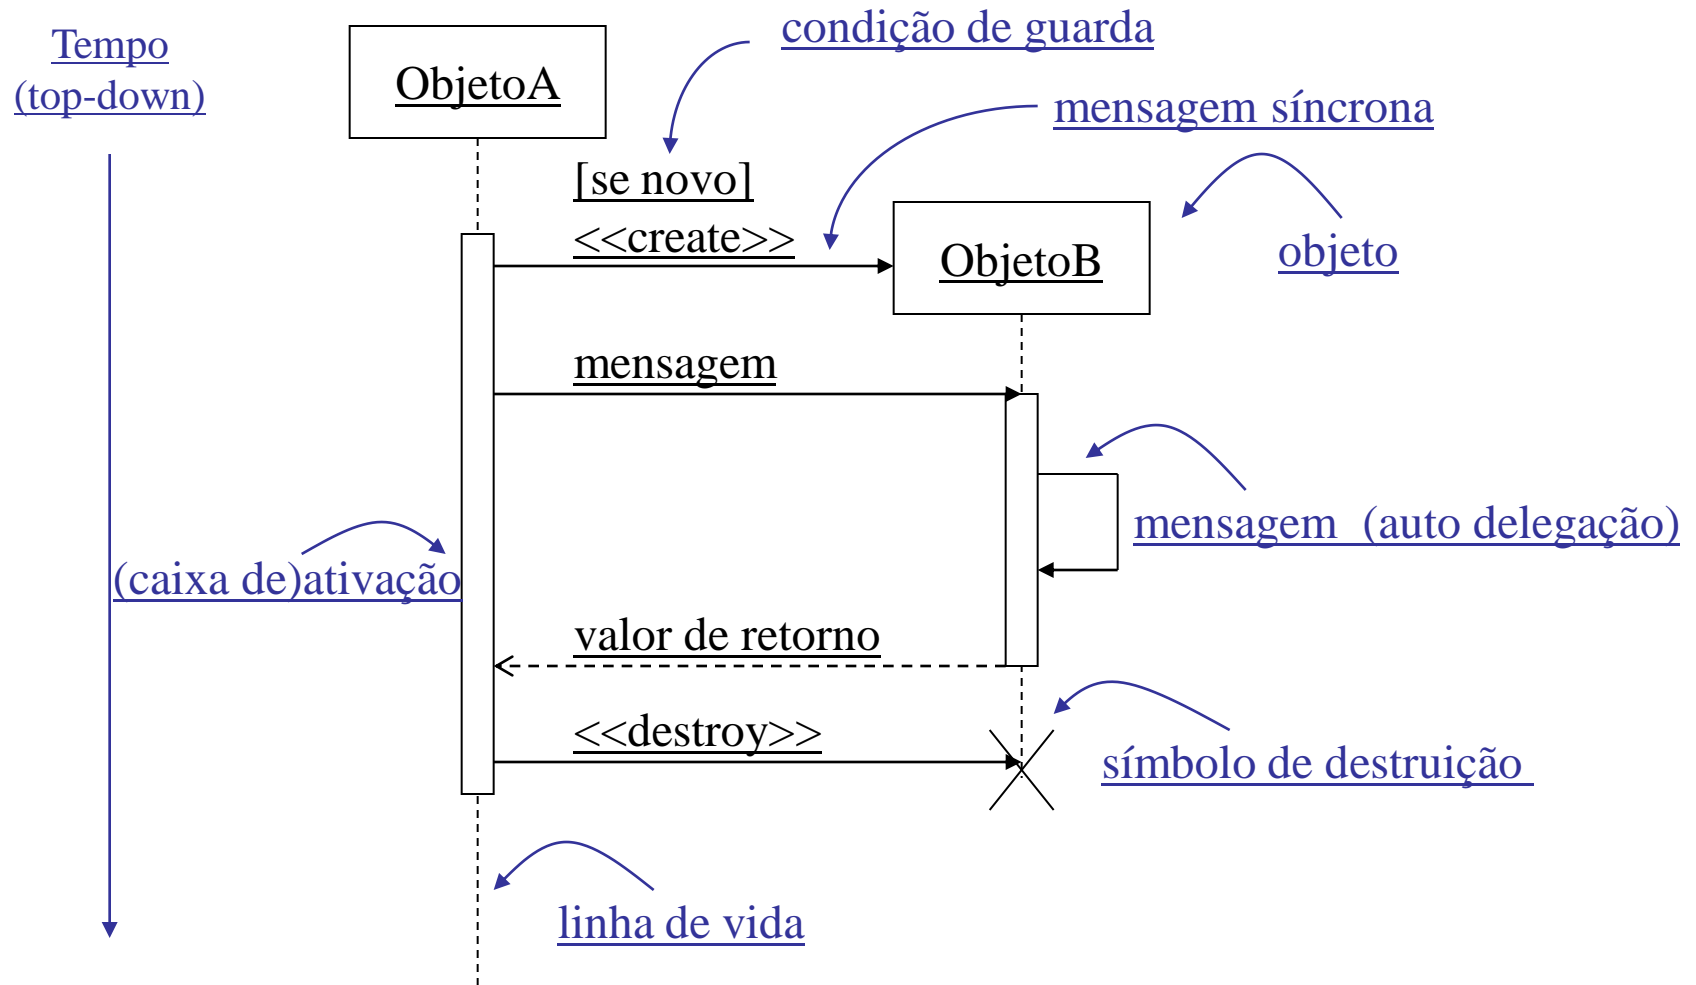 Tempo
(top-down)
ObjetoA
condição de guarda
mensagem síncrona
[se novo]
<<create>>
ObjetoB
objeto
mensagem
mensagem (auto delegação)
(caixa de)ativação
valor de retorno
<<destroy>>
símbolo de destruição
linha de vida